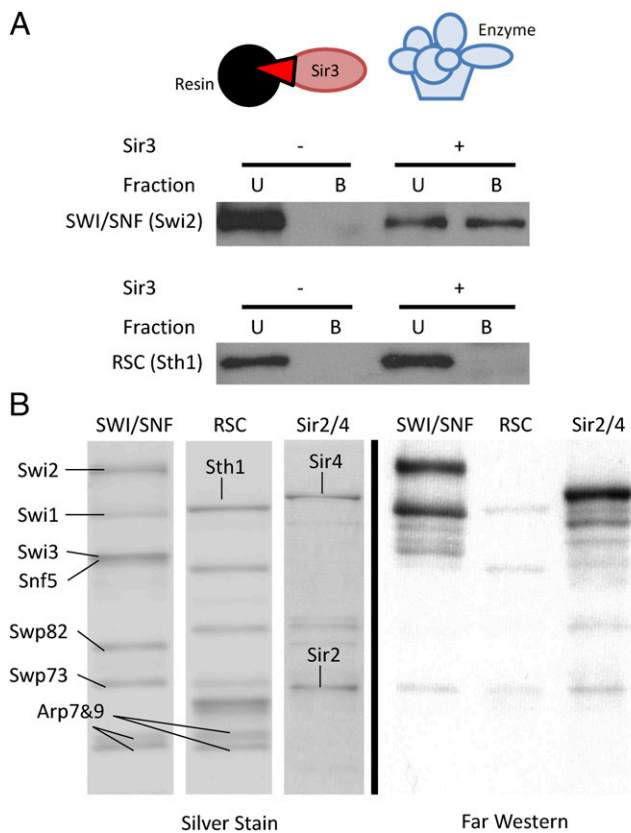 A
Enzyme
Resin
Sir3
Sir3 - +
Fraction U B U B
SWI/SNF (Swi2)
Sir3 - +
Fraction U B U B
RSC (Sth1)
B
SWI/SNF RSC Sir2/4 SWI/SNF RSC Sir2/4
Swi2
Sth1
Sir4
Swi1
Swi3
Snf5
Swp82
Sir2
Swp73
Arp7&9
Silver Stain Far Western